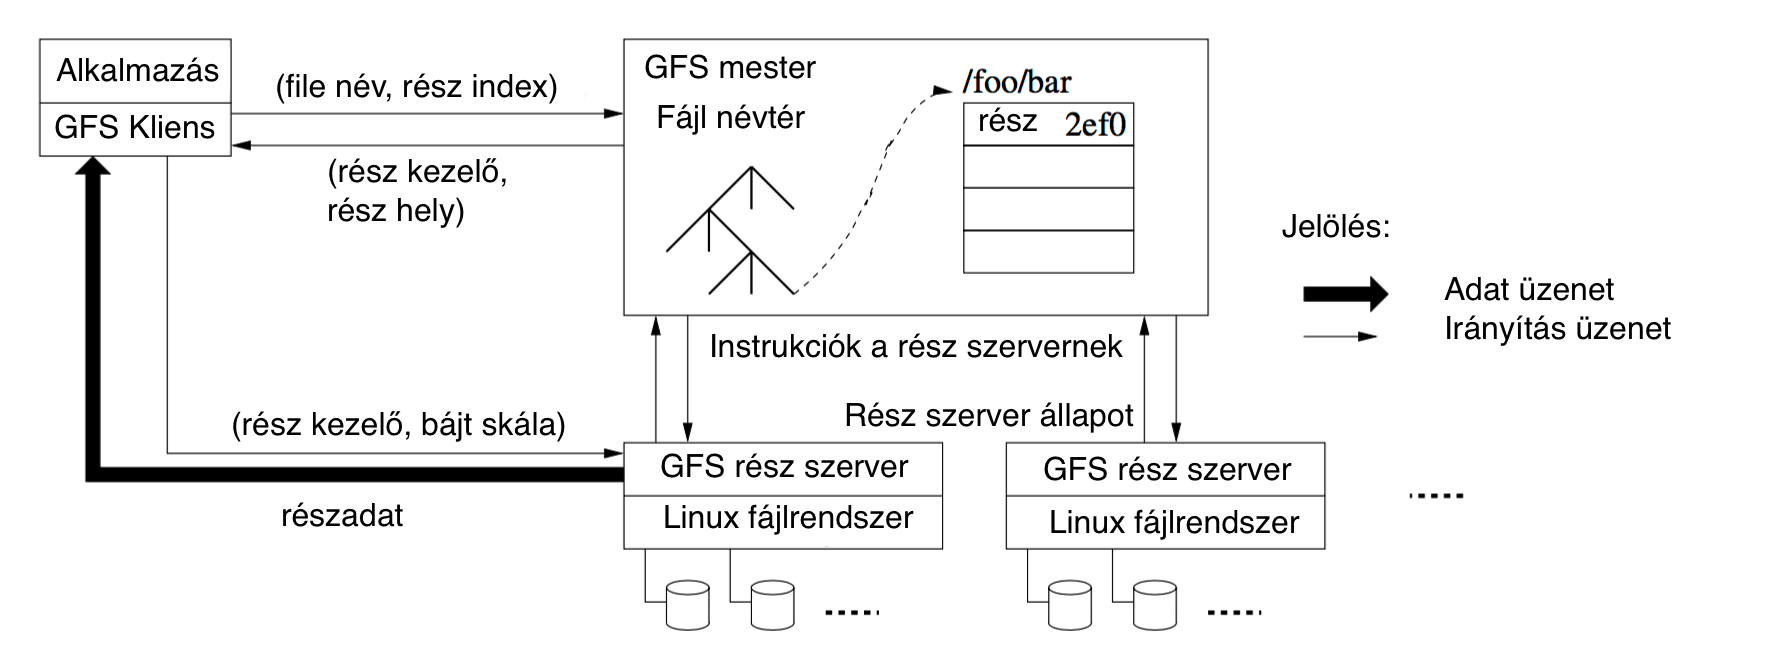 Alkalmazás
GFS Kliens
(file név, rész index)
(rész kezelő,
rész hely)
GFS mester
Fájl névtér
/foo/bar
rész 2ef0
Jelölés:
Adat üzenet
Irányítás üzenet
Instrukciók a rész szervernek
Rész szerver állapot
(rész kezelő, bájt skála)
részadat
GFS rész szerver
Linux fájlrendszer
GFS rész szerver
Linux fájlrendszer